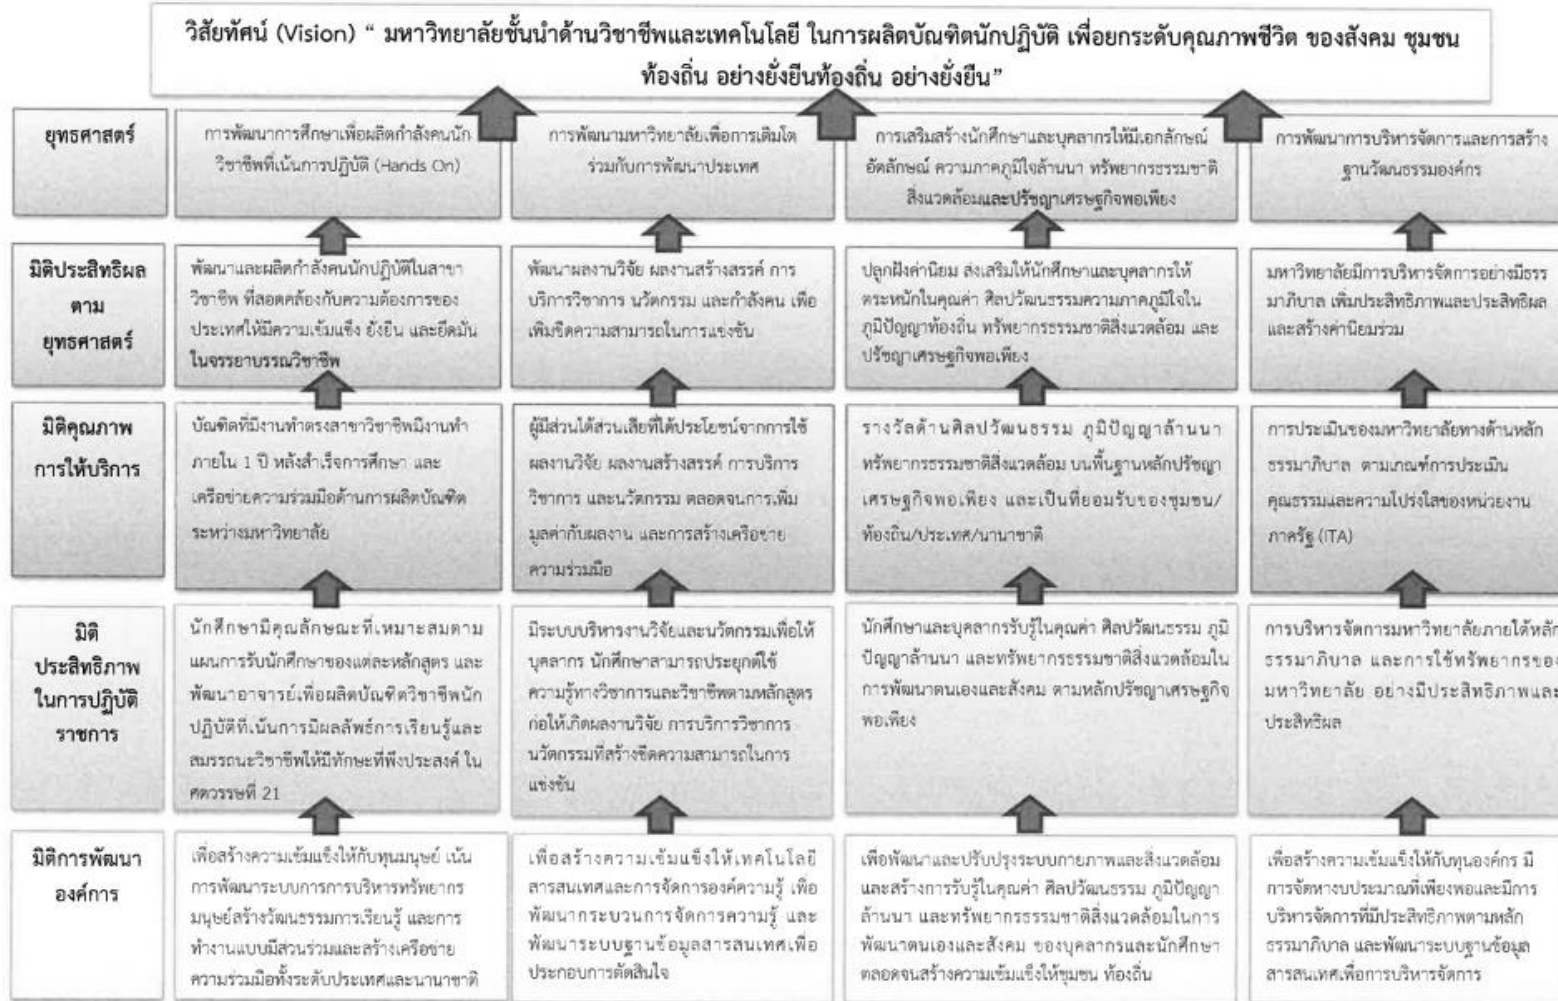 วิสัยทัศน์ (Vision) “ มหาวิทยาลัยชั้นนำด้านวิชาชีพและเทคโนโลยี ในการผลิตบัณฑิตนักปฏิบัติ เพื่อยกระดับคุณภาพชีวิต ของสังคม ชุมชน
ท้องถิ่น อย่างยั่งยืนท้องถิ่น อย่างยั่งยืน”
ยุทธศาสตร์
การพัฒนาการศึกษาเพื่อผลิตกำลังคนนัก
วิชาชีพที่เน้นการปฏิบัติ (Hands On)
การพัฒนามหาวิทยาลัยเพื่อการเติมโต
ร่วมกับการพัฒนาประเทศ
การเสริมสร้างนักศึกษาและบุคลากรให้มีเอกลักษณ์
อัตลักษณ์ ความภาคภูมิใจล้านนา ทรัพยากรธรรมชาติ
สิ่งแวดล้อมและปรัชญาเศรษฐกิจพอเพียง
การพัฒนาการบริหารจัดการและการสร้าง
ฐานวัฒนธรรมองค์กร
มิติประสิทธิผล
ตาม
ยุทธศาสตร์
พัฒนาและผลิตกำลังคนนักปฏิบัติในสาขา
วิชาชีพ ที่สอดคล้องกับความต้องการของ
ประเทศให้มีความเข้มแข็ง ยั่งยืน และยึดมั่น
ในจรรยาบรรณวิชาชีพ
พัฒนาผลงานวิจัย ผลงานสร้างสรรค์ การ
บริการวิชาการ นวัตกรรม และกำลังคน เพื่อ
เพิ่มขีดความสามารถในการแข่งขัน
ปลูกฝังค่านิยม ส่งเสริมให้นักศึกษาและบุคลากรให้
ตระหนักในคุณค่า ศิลปวัฒนธรรมความภาคภูมิใจใน
ภูมิปัญญาท้องถิ่น ทรัพยากรธรรมชาติสิ่งแวดล้อม และ
ปรัชญาเศรษฐกิจพอเพียง
มหาวิทยาลัยมีการบริหารจัดการอย่างมีธรร
มาภิบาล เพิ่มประสิทธิภาพและประสิทธิผล
และสร้างค่านิยมร่วม
มิติคุณภาพ
การให้บริการ
บัณฑิตที่มีงานทำตรงสาขาวิชาชีพมีงานทำ
ภายใน 1 ปี หลังสำเร็จการศึกษา และ
เครือข่ายความร่วมมือด้านการผลิตบัณฑิต
ระหว่างมหาวิทยาลัย
ผู้มีส่วนได้ส่วนเสียที่ได้ประโยชน์จากการใช้
ผลงานวิจัย ผลงานสร้างสรรค์ การบริการ
วิชาการ และนวัตกรรม ตลอดจนการเพิ่ม
มูลค่ากับผลงาน และการสร้างเครือข่าย
ความร่วมมือ
รางวัลด้านศิลปวัฒนธรรม ภูมิปัญญาล้านนา
ทรัพยากรธรรมชาติสิ่งแวดล้อม บนพื้นฐานหลักปรัชญา
เศรษฐกิจพอเพียง และเป็นที่ยอมรับของชุมชน/
ท้องถิ่น/ประเทศ/นานาชาติ
การประเมินของมหาวิทยาลัยทางด้านหลัก
ธรรมาภิบาล ตามเกณฑ์การประเมิน
คุณธรรมและความโปร่งใสของหน่วยงาน
ภาครัฐ (ITA)
มิติ
ประสิทธิภาพ
ในการปฏิบัติ
ราชการ
นักศึกษามีคุณลักษณะที่เหมาะสมตาม
แผนการรับนักศึกษาของแต่ละหลักสูตร และ
พัฒนาอาจารย์เพื่อผลิตบัณฑิตวิชาชีพนัก
ปฏิบัติที่เน้นการมีผลลัพธ์การเรียนรู้และ
สมรรถนะวิชาชีพให้มีทักษะที่พึงประสงค์ ใน
ศตวรรษที่ 21
มีระบบบริหารงานวิจัยและนวัตกรรมเพื่อให้
บุคลากร นักศึกษาสามารถประยุกต์ใช้
ความรู้ทางวิชาการและวิชาชีพตามหลักสูตร
ก่อให้เกิดผลงานวิจัย การบริการวิชาการ
นวัตกรรมที่สร้างขีดความสามารถในการ
แข่งขัน
นักศึกษาและบุคลากรรับรู้ในคุณค่า ศิลปวัฒนธรรม ภูมิ
ปัญญาล้านนา และทรัพยากรธรรมชาติสิ่งแวดล้อมใน
การพัฒนาตนเองและสังคม ตามหลักปรัชญาเศรษฐกิจ
พอเพียง
การบริหารจัดการมหาวิทยาลัยภายใต้หลัก
ธรรมาภิบาล และการใช้ทรัพยากรของ
มหาวิทยาลัย อย่างมีประสิทธิภาพและ
ประสิทธิผล
มิติการพัฒนา
องค์การ
เพื่อสร้างความเข้มแข็งให้กับทุนมนุษย์ เน้น
การพัฒนาระบบการการบริหารทรัพยากร
มนุษย์สร้างวัฒนธรรมการเรียนรู้ และการ
ทำงานแบบมีส่วนร่วมและสร้างเครือข่าย
ความร่วมมือทั้งระดับประเทศและนานาชาติ
เพื่อสร้างความเข้มแข็งให้เทคโนโลยี
สารสนเทศและการจัดการองค์ความรู้ เพื่อ
พัฒนากระบวนการจัดการความรู้ และ
พัฒนาระบบฐานข้อมูลสารสนเทศเพื่อ
ประกอบการตัดสินใจ
เพื่อพัฒนาและปรับปรุงระบบกายภาพและสิ่งแวดล้อม
และสร้างการรับรู้ในคุณค่า ศิลปวัฒนธรรม ภูมิปัญญา
ล้านนา และทรัพยากรธรรมชาติสิ่งแวดล้อมในการ
พัฒนาตนเองและสังคม ของบุคลากรและนักศึกษา
ตลอดจนสร้างความเข้มแข็งให้ชุมชน ท้องถิ่น
เพื่อสร้างความเข้มแข็งให้กับทุนองค์กร มี
การจัดหางบประมาณที่เพียงพอและมีการ
บริหารจัดการที่มีประสิทธิภาพตามหลัก
ธรรมาภิบาล และพัฒนาระบบฐานข้อมูล
สารสนเทศเพื่อการบริหารจัดการ